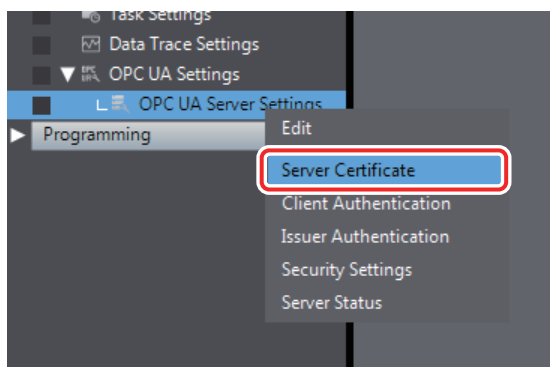 Task Settings
Data Trace Settings
OPC UA Settings
OPC UA Server Settings
Programming
Edit
Server Certificate
Client Authentication
Issuer Authentication
Security Settings
Server Status